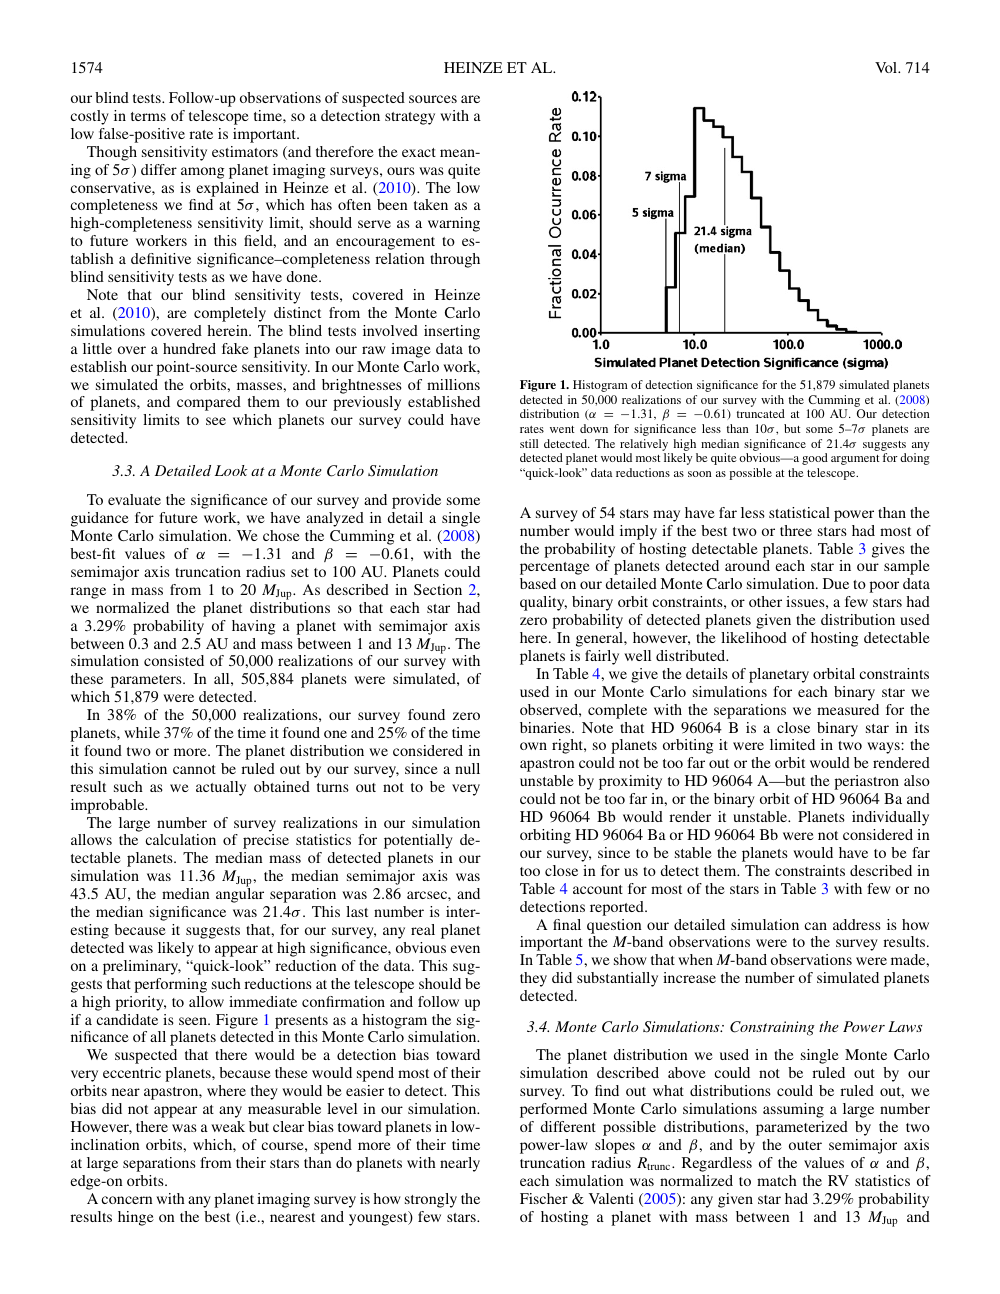 1574
HEINZE ET AL.
Vol. 714
our blind tests. Follow-up observations of suspected sources are
costly in terms of telescope time, so a detection strategy with a
low false-positive rate is important.
Though sensitivity estimators (and therefore the exact mean-
ing of 5σ) differ among planet imaging surveys, ours was quite
conservative, as is explained in Heinze et al. (2010). The low
completeness we find at 5σ, which has often been taken as a
high-completeness sensitivity limit, should serve as a warning
to future workers in this field, and an encouragement to es-
tablish a definitive significance–completeness relation through
blind sensitivity tests as we have done.
Note that our blind sensitivity tests, covered in Heinze
et al. (2010), are completely distinct from the Monte Carlo
simulations covered herein. The blind tests involved inserting
a little over a hundred fake planets into our raw image data to
establish our point-source sensitivity. In our Monte Carlo work,
we simulated the orbits, masses, and brightnesses of millions
of planets, and compared them to our previously established
sensitivity limits to see which planets our survey could have
detected.
3.3. A Detailed Look at a Monte Carlo Simulation
To evaluate the significance of our survey and provide some
guidance for future work, we have analyzed in detail a single
Monte Carlo simulation. We chose the Cumming et al. (2008)
best-fit values of α = −1.31 and β = −0.61, with the
semimajor axis truncation radius set to 100 AU. Planets could
range in mass from 1 to 20 MJup. As described in Section 2,
we normalized the planet distributions so that each star had
a 3.29% probability of having a planet with semimajor axis
between 0.3 and 2.5 AU and mass between 1 and 13 MJup. The
simulation consisted of 50,000 realizations of our survey with
these parameters. In all, 505,884 planets were simulated, of
which 51,879 were detected.
In 38% of the 50,000 realizations, our survey found zero
planets, while 37% of the time it found one and 25% of the time
it found two or more. The planet distribution we considered in
this simulation cannot be ruled out by our survey, since a null
result such as we actually obtained turns out not to be very
improbable.
The large number of survey realizations in our simulation
allows the calculation of precise statistics for potentially de-
tectable planets. The median mass of detected planets in our
simulation was 11.36 MJup, the median semimajor axis was
43.5 AU, the median angular separation was 2.86 arcsec, and
the median significance was 21.4σ. This last number is inter-
esting because it suggests that, for our survey, any real planet
detected was likely to appear at high significance, obvious even
on a preliminary, “quick-look” reduction of the data. This sug-
gests that performing such reductions at the telescope should be
a high priority, to allow immediate confirmation and follow up
if a candidate is seen. Figure 1 presents as a histogram the sig-
nificance of all planets detected in this Monte Carlo simulation.
We suspected that there would be a detection bias toward
very eccentric planets, because these would spend most of their
orbits near apastron, where they would be easier to detect. This
bias did not appear at any measurable level in our simulation.
However, there was a weak but clear bias toward planets in low-
inclination orbits, which, of course, spend more of their time
at large separations from their stars than do planets with nearly
edge-on orbits.
A concern with any planet imaging survey is how strongly the
results hinge on the best (i.e., nearest and youngest) few stars.
Fractional Occurrence Rate
0.12
0.10
0.08
0.06
0.04
0.02
0.00
7 sigma
5 sigma
21.4 sigma
(median)
1.0
10.0
100.0
1000.0
Simulated Planet Detection Significance (sigma)
Figure 1. Histogram of detection significance for the 51,879 simulated planets
detected in 50,000 realizations of our survey with the Cumming et al. (2008)
distribution (α = −1.31, β = −0.61) truncated at 100 AU. Our detection
rates went down for significance less than 10σ, but some 5–7σ planets are
still detected. The relatively high median significance of 21.4σ suggests any
detected planet would most likely be quite obvious—a good argument for doing
“quick-look” data reductions as soon as possible at the telescope.
A survey of 54 stars may have far less statistical power than the
number would imply if the best two or three stars had most of
the probability of hosting detectable planets. Table 3 gives the
percentage of planets detected around each star in our sample
based on our detailed Monte Carlo simulation. Due to poor data
quality, binary orbit constraints, or other issues, a few stars had
zero probability of detected planets given the distribution used
here. In general, however, the likelihood of hosting detectable
planets is fairly well distributed.
In Table 4, we give the details of planetary orbital constraints
used in our Monte Carlo simulations for each binary star we
observed, complete with the separations we measured for the
binaries. Note that HD 96064 B is a close binary star in its
own right, so planets orbiting it were limited in two ways: the
apastron could not be too far out or the orbit would be rendered
unstable by proximity to HD 96064 A—but the periastron also
could not be too far in, or the binary orbit of HD 96064 Ba and
HD 96064 Bb would render it unstable. Planets individually
orbiting HD 96064 Ba or HD 96064 Bb were not considered in
our survey, since to be stable the planets would have to be far
too close in for us to detect them. The constraints described in
Table 4 account for most of the stars in Table 3 with few or no
detections reported.
A final question our detailed simulation can address is how
important the M-band observations were to the survey results.
In Table 5, we show that when M-band observations were made,
they did substantially increase the number of simulated planets
detected.
3.4. Monte Carlo Simulations: Constraining the Power Laws
The planet distribution we used in the single Monte Carlo
simulation described above could not be ruled out by our
survey. To find out what distributions could be ruled out, we
performed Monte Carlo simulations assuming a large number
of different possible distributions, parameterized by the two
power-law slopes α and β, and by the outer semimajor axis
truncation radius Rtrunc. Regardless of the values of α and β,
each simulation was normalized to match the RV statistics of
Fischer & Valenti (2005): any given star had 3.29% probability
of hosting a planet with mass between 1 and 13 MJup and